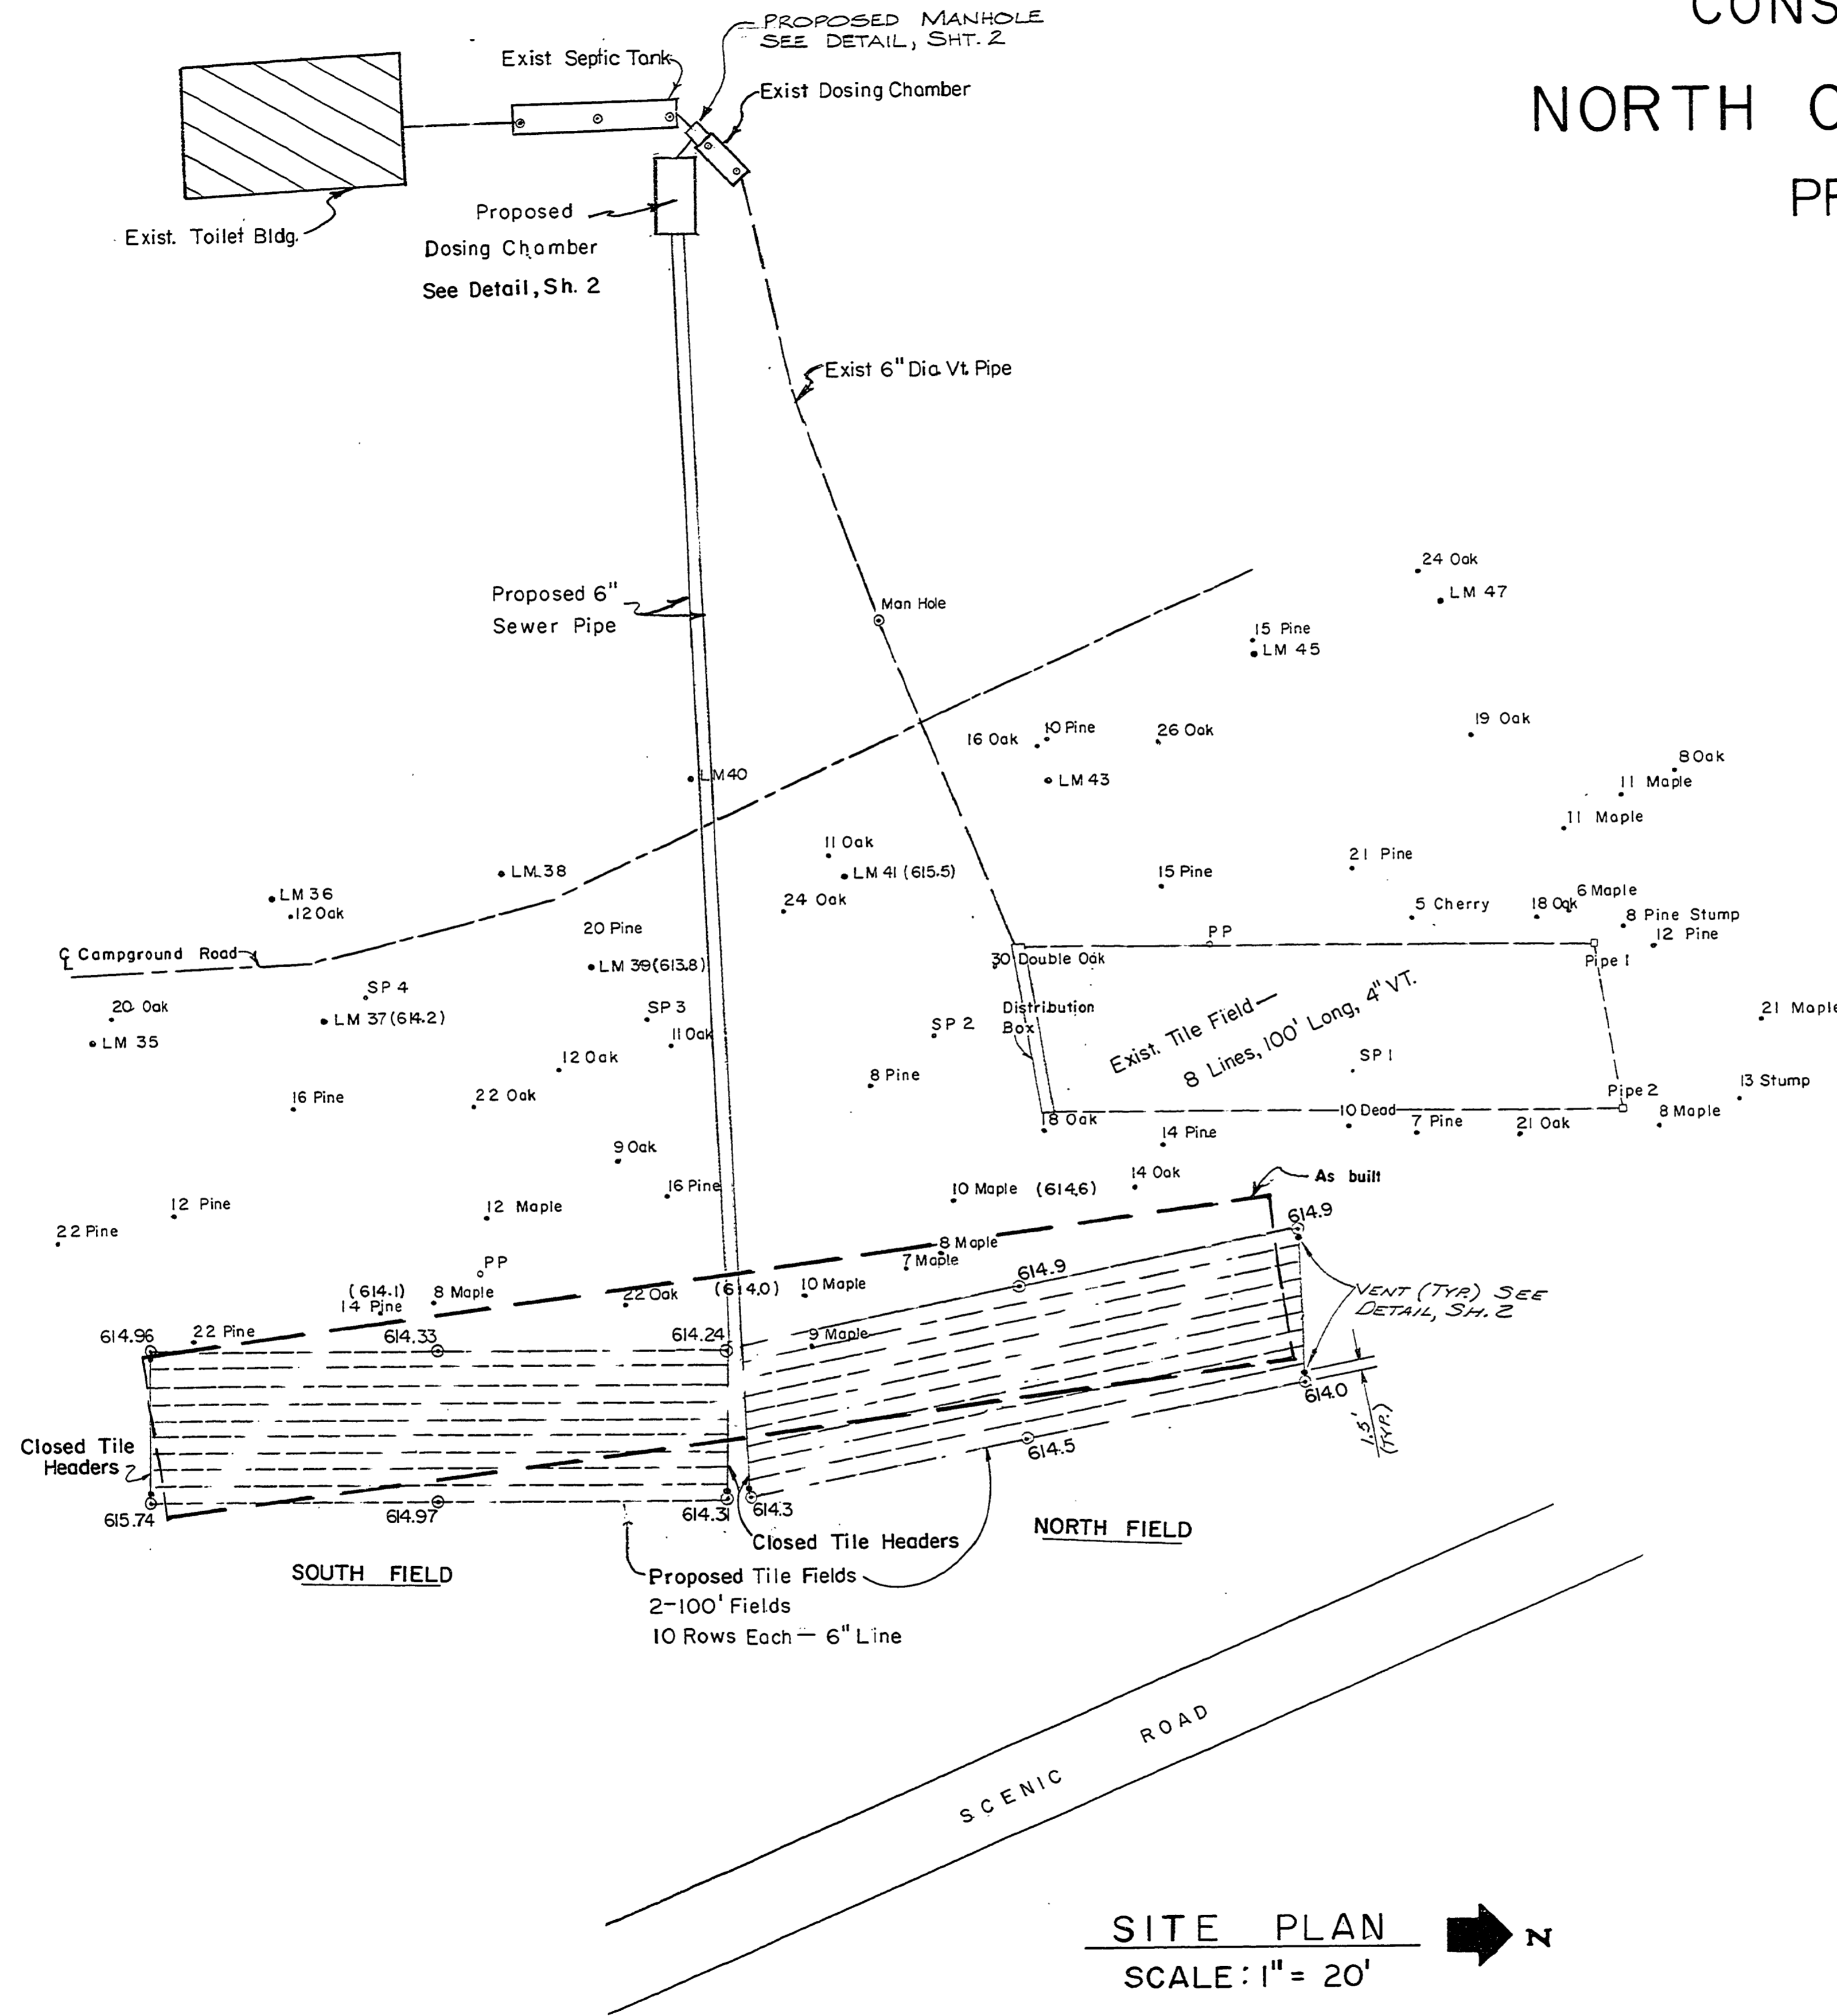 CONS
NORTH
PROPOSED MANHOLE
SEE DETAIL, SHT. 2
Exist Septic Tank
Exist Dosing Chamber
Exist. Toilet Bldg.
Proposed
Dosing Chamber
See Detail, Sh. 2
Exist 6" Dia Vt. Pipe
Proposed 6"
Sewer Pipe
Man Hole
24 Oak
LM 47
15 Pine
LM 45
16 Oak
10 Pine
26 Oak
19 Oak
LM 40
LM 43
8 Oak
11 Maple
11 Maple
11 Oak
LM 41 (615.5)
24 Oak
15 Pine
21 Pine
LM 38
LM 36
12 Oak
5 Cherry
18 Oak
6 Maple
8 Pine Stump
12 Pine
20 Pine
LM 39 (613.8)
PP
℄ Campground Road
30 Double Oak
Pipe 1
SP 4
LM 37 (614.2)
20 Oak
LM 35
SP 3
11 Oak
SP 2
Distribution
Box
Exist. Tile Field
8 Lines, 100' Long, 4" VT.
21 Maple
12 Oak
8 Pine
SP 1
16 Pine
22 Oak
13 Stump
Pipe 2
8 Maple
18 Oak
10 Dead
7 Pine
21 Oak
14 Pine
9 Oak
14 Oak
As built
16 Pine
10 Maple (614.6)
12 Pine
12 Maple
22 Pine
614.9
8 Maple
7 Maple
PP
614.9
(614.1)
14 Pine
8 Maple
22 Oak
(614.0)
10 Maple
VENT (TYP.) SEE
DETAIL, SH. 2
614.96
22 Pine
614.33
614.24
9 Maple
614.0
1.5'
(TYP.)
Closed Tile
Headers
614.5
615.74
614.97
614.31
614.3
Closed Tile Headers
NORTH FIELD
SOUTH FIELD
Proposed Tile Fields
2-100' Fields
10 Rows Each — 6" Line
SCENIC ROAD
SITE PLAN
N
SCALE: 1" = 20'